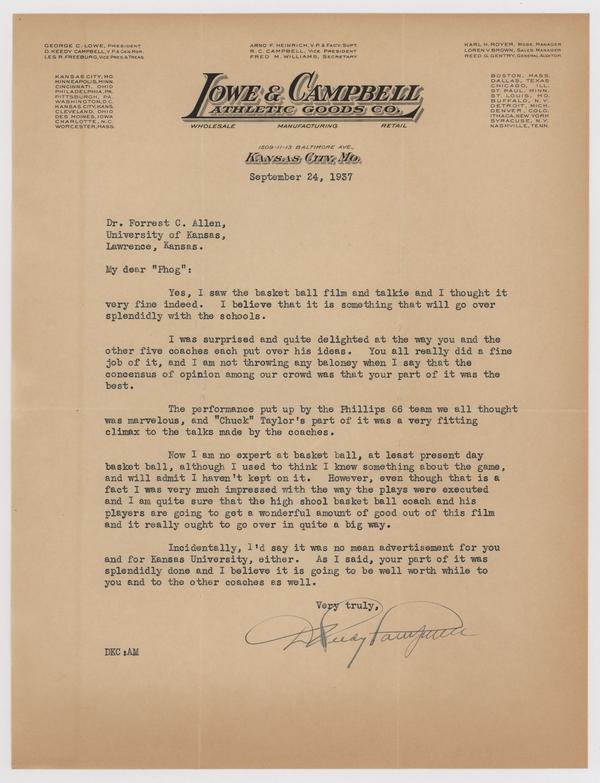 GEORGE C. LOWE, PRESIDENT
D. KEEDY CAMPBELL, V.P. & GEN. MGR.
LES R. FREEBURG, VICE PRES & TREAS.
ARNO F. HEINRICH, V.P. & FACTY. SUPT.
R. C. CAMPBELL, VICE PRESIDENT
FRED M. WILLIAMS, SECRETARY
KARL H. ROYER, MDSE. MANAGER
LOREN V. BROWN, SALES MANAGER
REED G. GENTRY, GENERAL AUDITOR
KANSAS CITY, MO.
MINNEAPOLIS, MINN.
CINCINNATI, OHIO
PHILADELPHIA, PA.
PITTSBURGH, PA.
WASHINGTON, D.C.
KANSAS CITY, KANS.
CLEVELAND, OHIO
DES MOINES, IOWA
CHARLOTTE, N.C.
WORCESTER, MASS.
LOWE & CAMPBELL
ATHLETIC GOODS CO.
WHOLESALE MANUFACTURING RETAIL
BOSTON, MASS.
DALLAS, TEXAS
CHICAGO, ILL.
ST. PAUL, MINN.
ST. LOUIS, MO.
BUFFALO, N.Y.
DETROIT, MICH.
DENVER, COLO.
ITHACA, NEW YORK
SYRACUSE, N.Y.
NASHVILLE, TENN.
1509-11-13 BALTIMORE AVE.,
KANSAS CITY, MO.
September 24, 1937
Dr. Forrest C. Allen,
University of Kansas,
Lawrence, Kansas.
My dear "Phog":
Yes, I saw the basket ball film and talkie and I thought it
very fine indeed. I believe that it is something that will go over
splendidly with the schools.
I was surprised and quite delighted at the way you and the
other five coaches each put over his ideas. You all really did a fine
job of it, and I am not throwing any baloney when I say that the
concensus of opinion among our crowd was that your part of it was the
best.
The performance put up by the Phillips 66 team we all thought
was marvelous, and "Chuck" Taylor's part of it was a very fitting
climax to the talks made by the coaches.
Now I am no expert at basket ball, at least present day
basket ball, although I used to think I knew something about the game,
and will admit I haven't kept on it. However, even though that is a
fact I was very much impressed with the way the plays were executed
and I am quite sure that the high shool basket ball coach and his
players are going to get a wonderful amount of good out of this film
and it really ought to go over in quite a big way.
Incidentally, I'd say it was no mean advertisement for you
and for Kansas University, either. As I said, your part of it was
splendidly done and I believe it is going to be well worth while to
you and to the other coaches as well.
Very truly,
D Keedy Campbell
DKC:AM